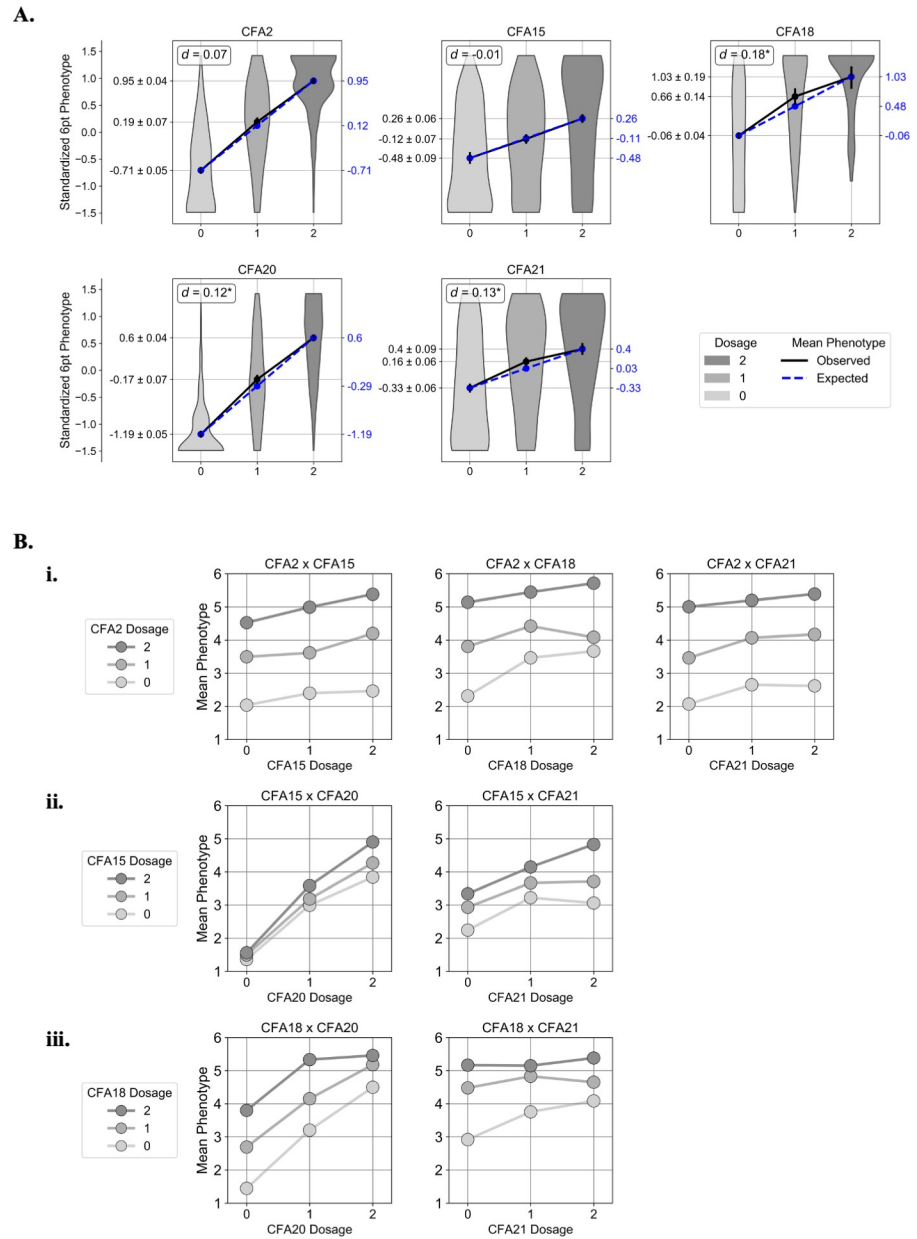 A.
CFA2
CFA15
CFA18
Standardized 6pt Phenotype
1.5
1.0
0.5
0.0
−0.5
−1.0
−1.5
d = 0.07
0.95 ± 0.04
0.19 ± 0.07
-0.71 ± 0.05
0.95
0.12
-0.71
0 1 2
d = -0.01
0.26 ± 0.06
-0.12 ± 0.07
-0.48 ± 0.09
0.26
-0.11
-0.48
0 1 2
d = 0.18*
1.03 ± 0.19
0.66 ± 0.14
-0.06 ± 0.04
1.03
0.48
-0.06
0 1 2
CFA20
CFA21
Standardized 6pt Phenotype
1.5
1.0
0.5
0.0
−0.5
−1.0
−1.5
d = 0.12*
0.6 ± 0.04
-0.17 ± 0.07
-1.19 ± 0.05
0.6
-0.29
-1.19
0 1 2
d = 0.13*
0.4 ± 0.09
0.16 ± 0.06
-0.33 ± 0.06
0.4
0.03
-0.33
0 1 2
Dosage
2
1
0
Mean Phenotype
Observed
Expected
B.
i.
CFA2 Dosage
2
1
0
CFA2 x CFA15
Mean Phenotype
6
5
4
3
2
1
0 1 2
CFA15 Dosage
CFA2 x CFA18
6
5
4
3
2
1
0 1 2
CFA18 Dosage
CFA2 x CFA21
6
5
4
3
2
1
0 1 2
CFA21 Dosage
ii.
CFA15 Dosage
2
1
0
CFA15 x CFA20
Mean Phenotype
6
5
4
3
2
1
0 1 2
CFA20 Dosage
CFA15 x CFA21
6
5
4
3
2
1
0 1 2
CFA21 Dosage
iii.
CFA18 Dosage
2
1
0
CFA18 x CFA20
Mean Phenotype
6
5
4
3
2
1
0 1 2
CFA20 Dosage
CFA18 x CFA21
6
5
4
3
2
1
0 1 2
CFA21 Dosage